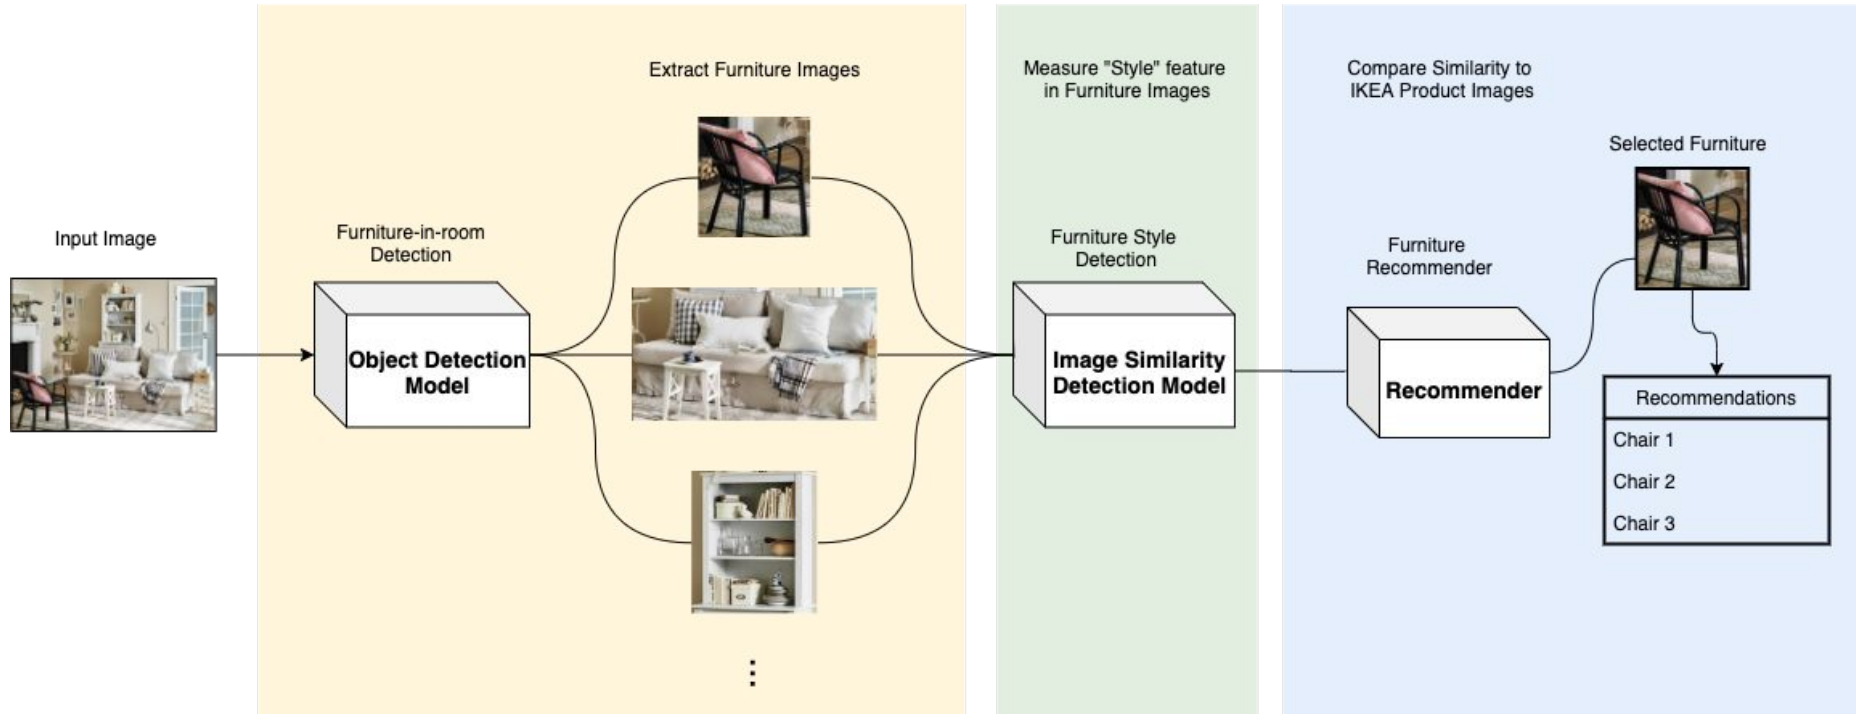 Input Image
Furniture-in-room
Detection
Object Detection
Model
Extract Furniture Images
⋮
Measure "Style" feature
in Furniture Images
Furniture Style
Detection
Image Similarity
Detection Model
Compare Similarity to
IKEA Product Images
Furniture
Recommender
Recommender
Selected Furniture
Recommendations
Chair 1
Chair 2
Chair 3